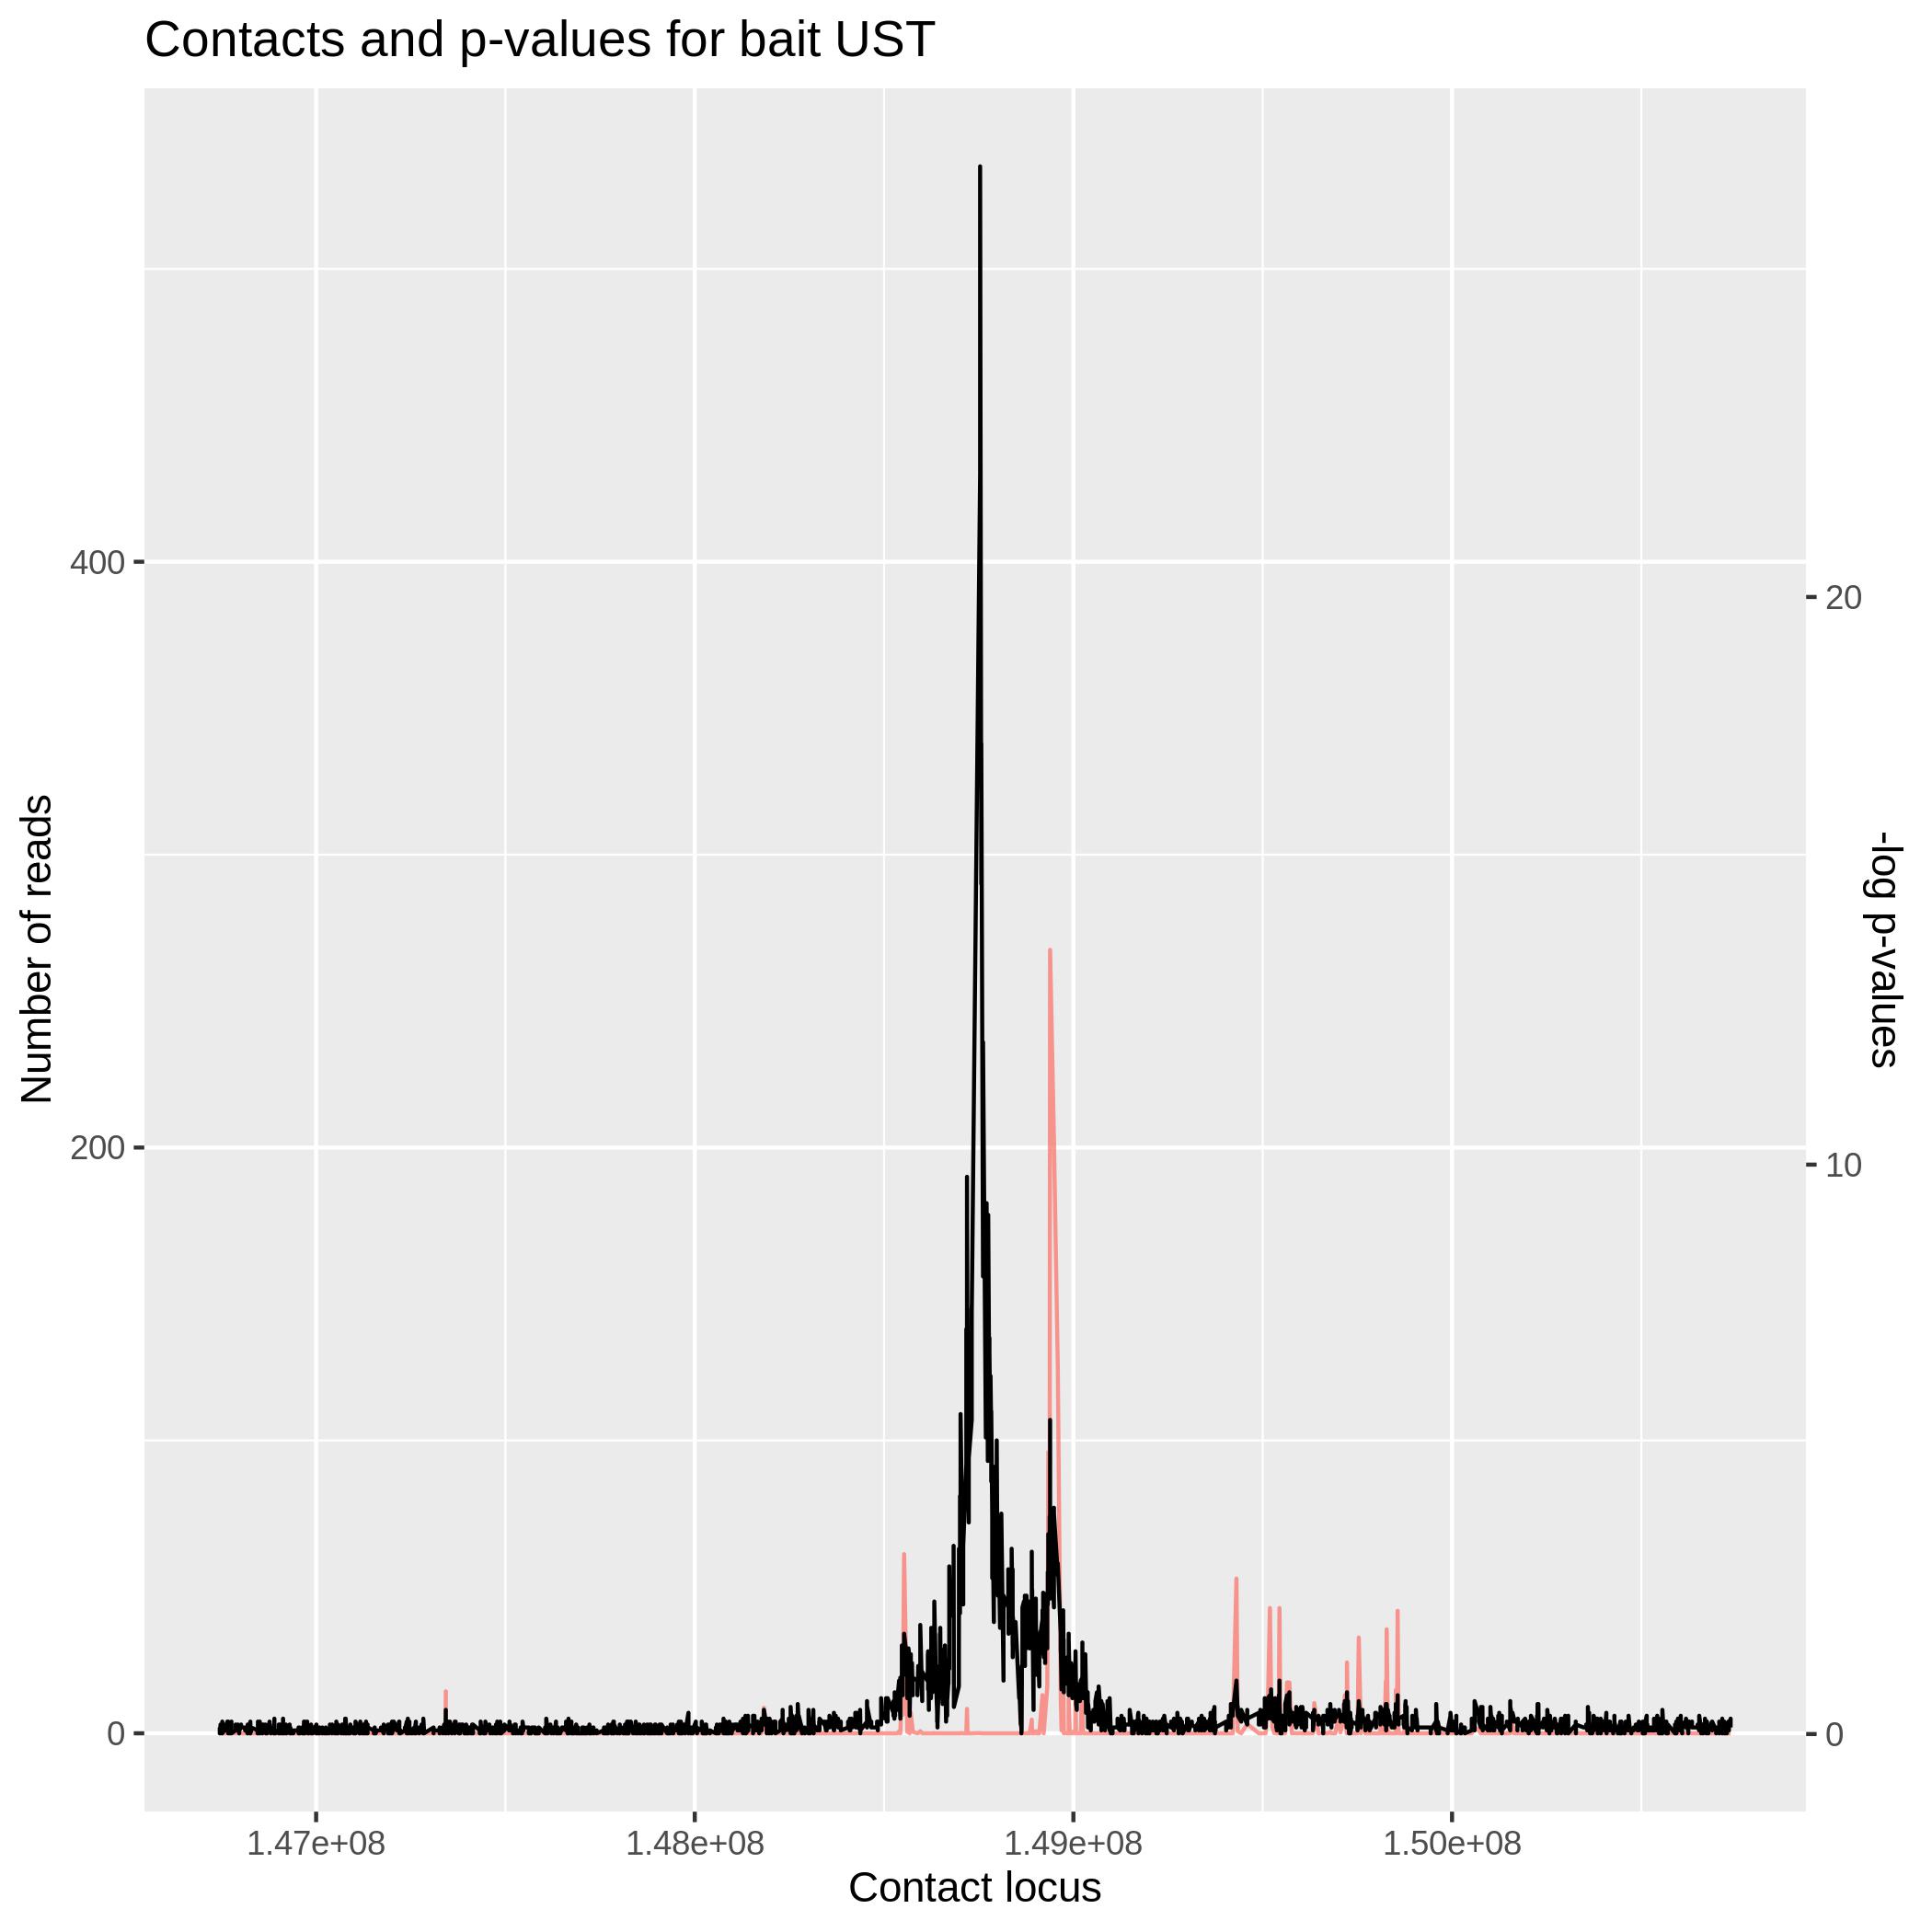 Contacts and p-values for bait UST
Number of reads
400
200
0
20
10
0
-log p-values
1.47e+08
1.48e+08
1.49e+08
1.50e+08
Contact locus